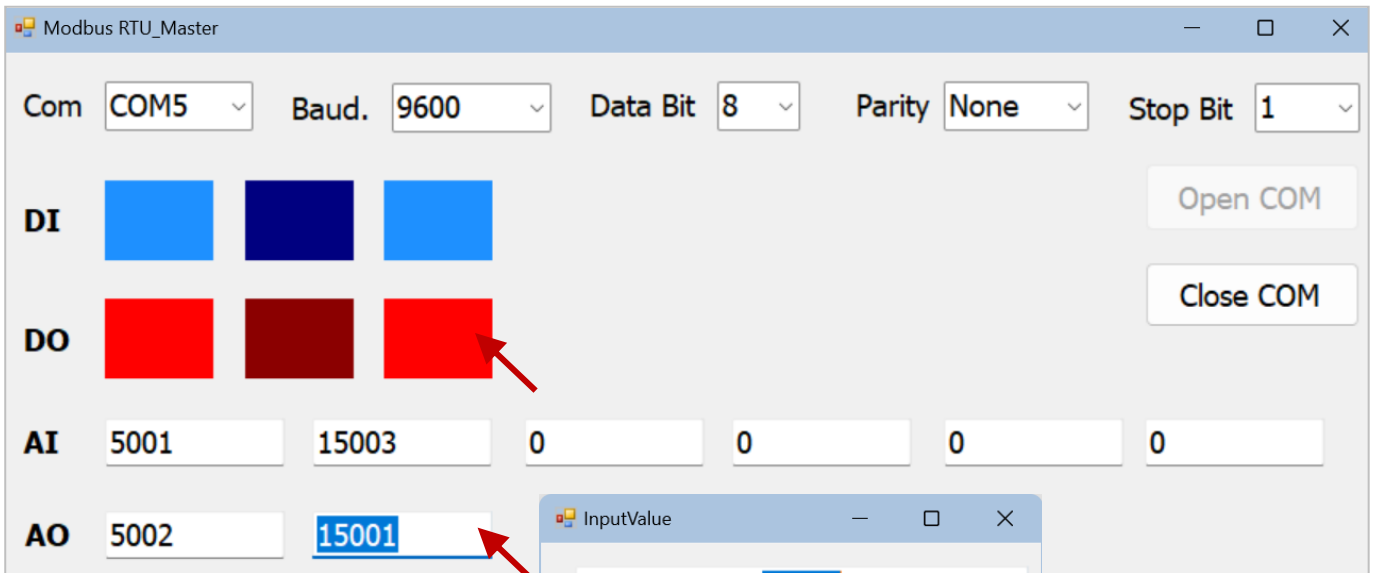 Modbus RTU_Master
Com COM5 Baud. 9600 Data Bit 8 Parity None Stop Bit 1
DI
Open COM
Close COM
DO
AI 5001 15003 0 0 0 0
AO 5002 15001
InputValue